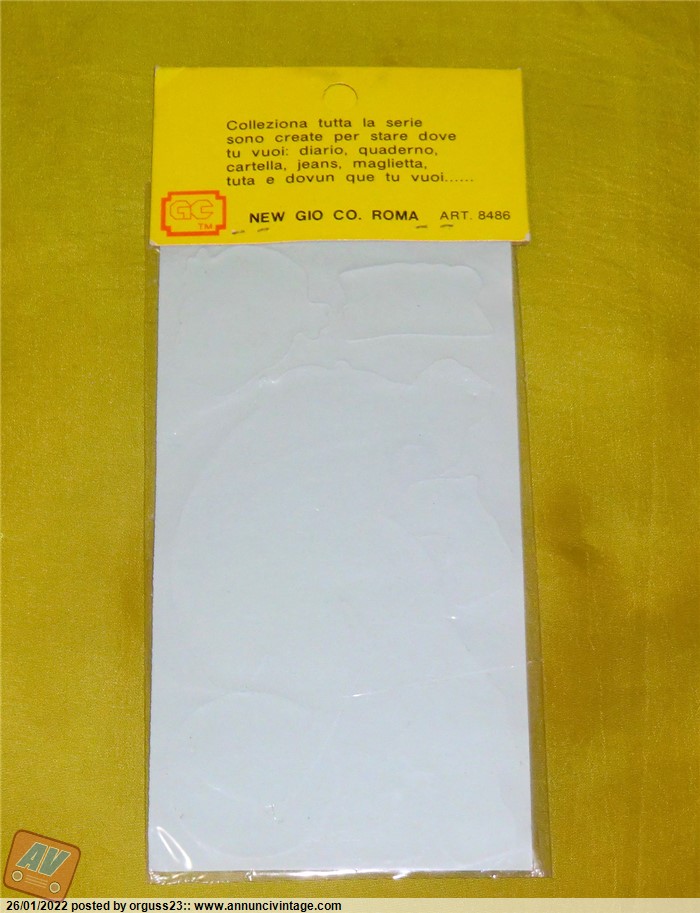 Colleziona tutta la serie
sono create per stare dove
tu vuoi: diario, quaderno,
cartella, jeans, maglietta,
tuta e dovun que tu vuoi......
GC
TM
NEW GIO CO. ROMA ART. 8486
AV
26/01/2022 posted by orguss23:: www.annuncivintage.com